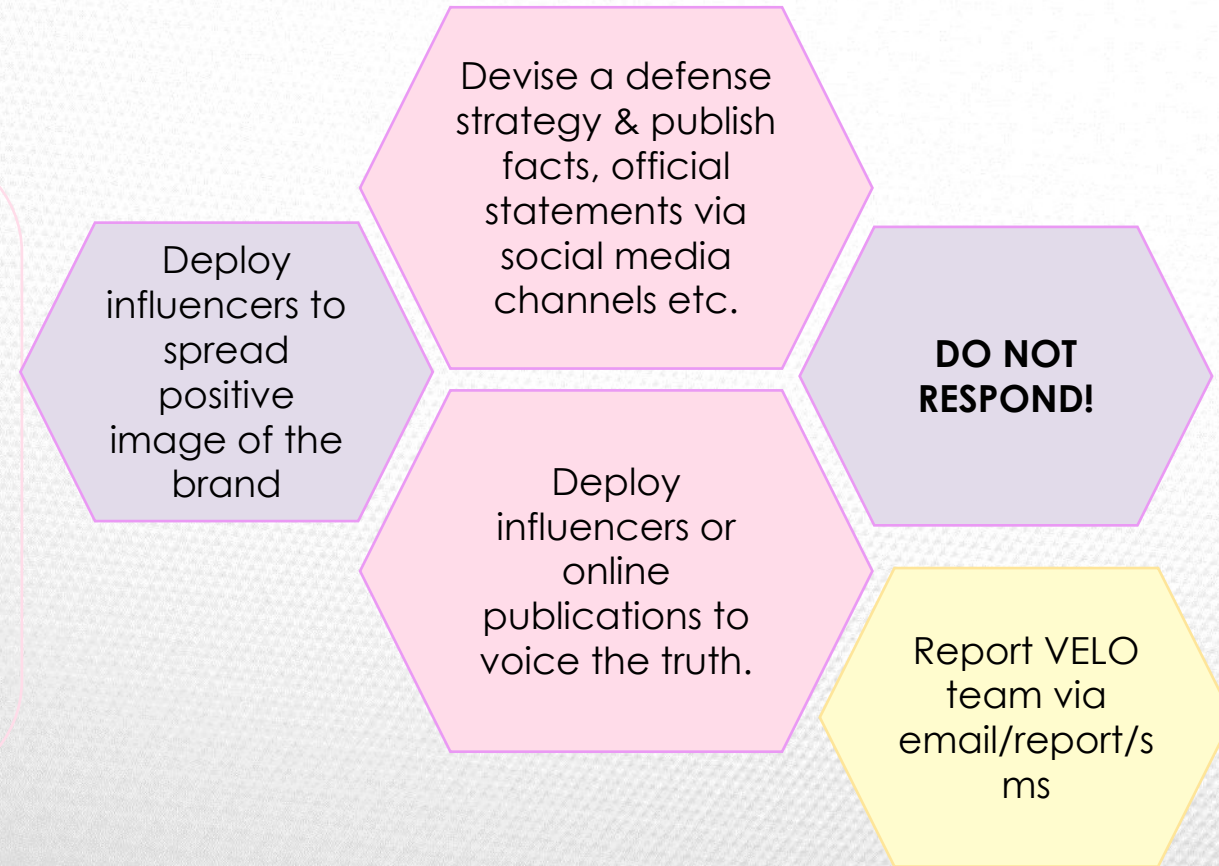 Devise a defense
strategy & publish
facts, official
statements via
social media
channels etc.
Deploy
influencers to
spread
positive
image of the
brand
DO NOT
RESPOND!
Deploy
influencers or
online
publications to
voice the truth.
Report VELO
team via
email/report/s
ms